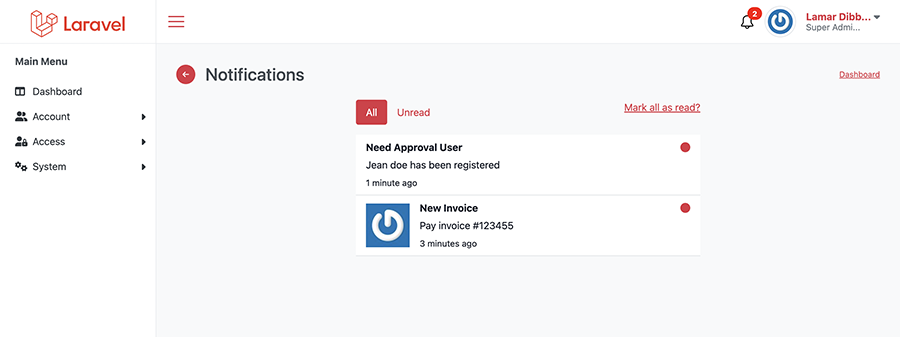 Laravel
2
Lamar Dibb...
Super Admi...
Main Menu
Dashboard
Account
Access
System
Notifications
Dashboard
All
Unread
Mark all as read?
Need Approval User
Jean doe has been registered
1 minute ago
New Invoice
Pay invoice #123455
3 minutes ago